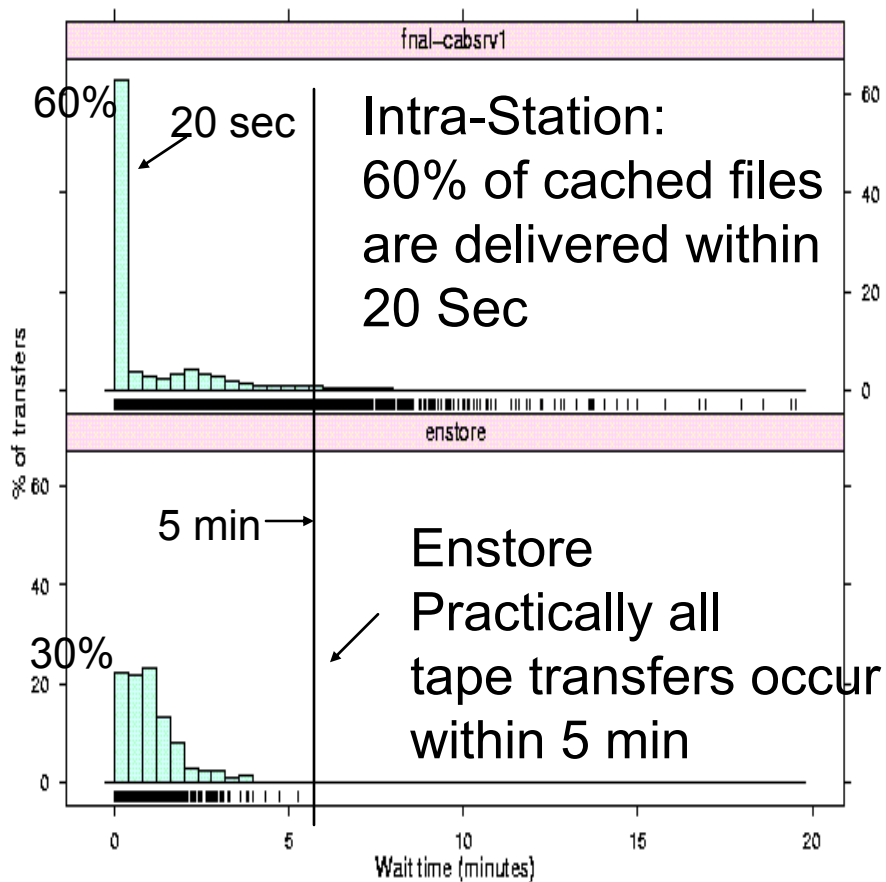 fnal-cabsrv1
60%
20 sec
Intra-Station:
60% of cached files
are delivered within
20 Sec
60
40
20
0
% of transfers
enstore
60
40
20
0
5 min
30%
Enstore
Practically all
tape transfers occur
within 5 min
0
5
10
15
20
Wait time (minutes)